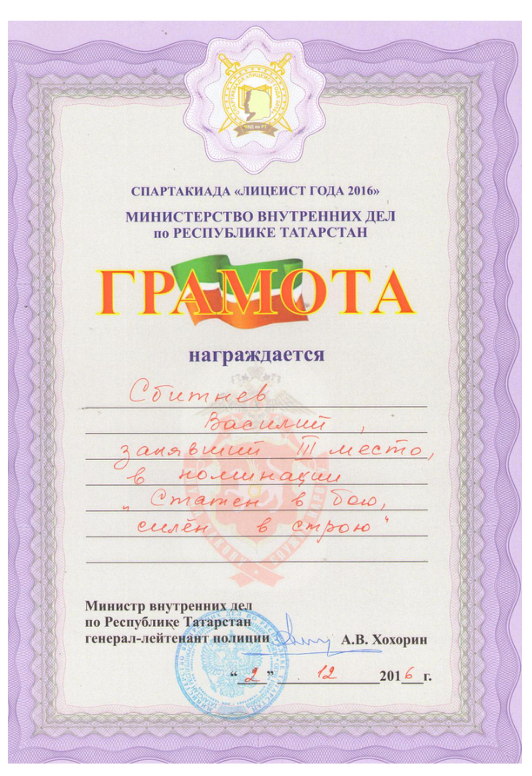 СПАРТАКИАДА «ЛИЦЕИСТ ГОДА 2016»
МИНИСТЕРСТВО ВНУТРЕННИХ ДЕЛ
по РЕСПУБЛИКЕ ТАТАРСТАН
ГРАМОТА
награждается
Сбитнев
Василий,
занявший III место,
в номинации
„Статен в бою,
силён в строю"
Министр внутренних дел
по Республике Татарстан
генерал-лейтенант полиции А.В. Хохорин
“ 2 ” 12 2016 г.